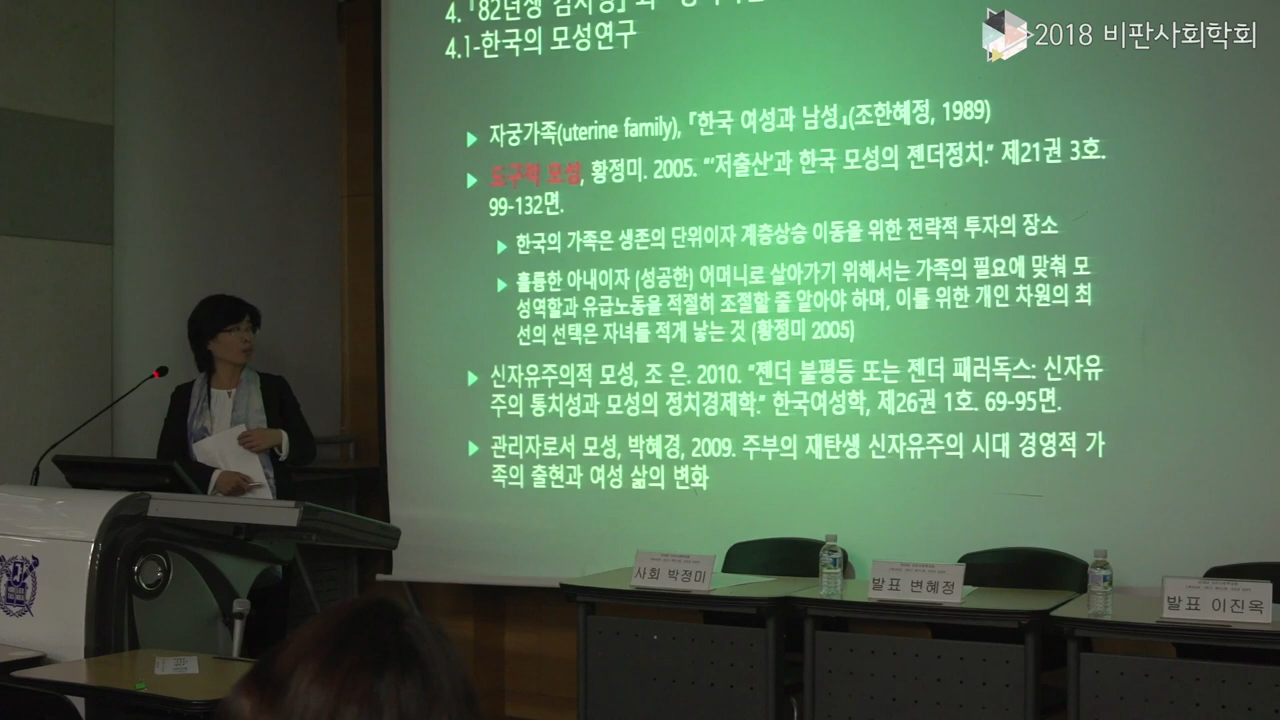 4. 『82년생 김지영』
4.1-한국의 모성연구
2018 비판사회학회
자궁가족(uterine family), 『한국 여성과 남성』(조한혜정, 1989)
도구적 모성, 황정미. 2005. “‘저출산’과 한국 모성의 젠더정치.” 제21권 3호.
99-132면.
한국의 가족은 생존의 단위이자 계층상승 이동을 위한 전략적 투자의 장소
훌륭한 아내이자 (성공한) 어머니로 살아가기 위해서는 가족의 필요에 맞춰 모
성역할과 유급노동을 적절히 조절할 줄 알아야 하며, 이를 위한 개인 차원의 최
선의 선택은 자녀를 적게 낳는 것 (황정미 2005)
신자유주의적 모성, 조 은. 2010. “젠더 불평등 또는 젠더 패러독스: 신자유
주의 통치성과 모성의 정치경제학.” 한국여성학, 제26권 1호. 69-95면.
관리자로서 모성, 박혜경, 2009. 주부의 재탄생 신자유주의 시대 경영적 가
족의 출현과 여성 삶의 변화
사회 박정미
발표 변혜정
발표 이진옥